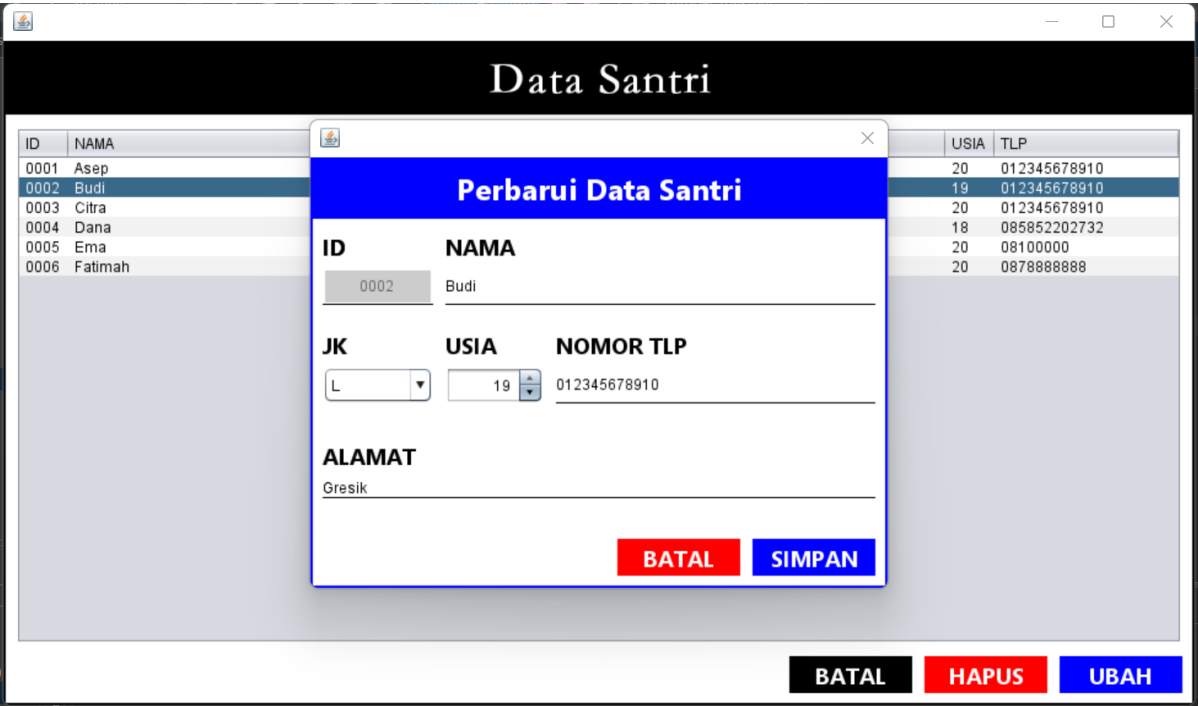 Data Santri
ID NAMA USIA TLP
0001 Asep 20 012345678910
0002 Budi 19 012345678910
0003 Citra 20 012345678910
0004 Dana 18 085852202732
0005 Ema 20 08100000
0006 Fatimah 20 0878888888
Perbarui Data Santri
ID NAMA
0002 Budi
JK USIA NOMOR TLP
L 19 012345678910
ALAMAT
Gresik
BATAL SIMPAN
BATAL HAPUS UBAH